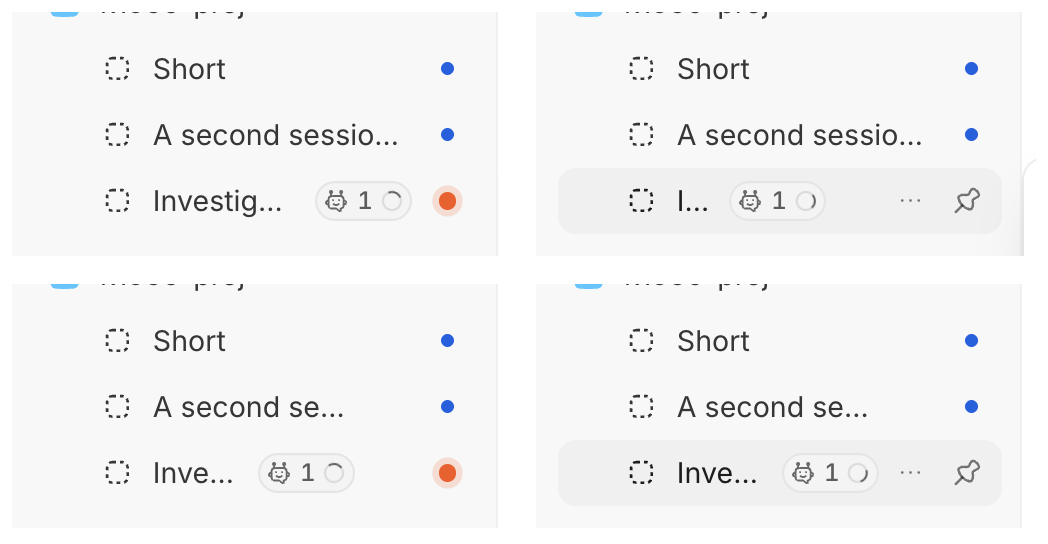 Short
A second sessio...
Investig... 1
Short
A second sessio...
I... 1 ...
Short
A second se...
Inve... 1
Short
A second se...
Inve... 1 ...